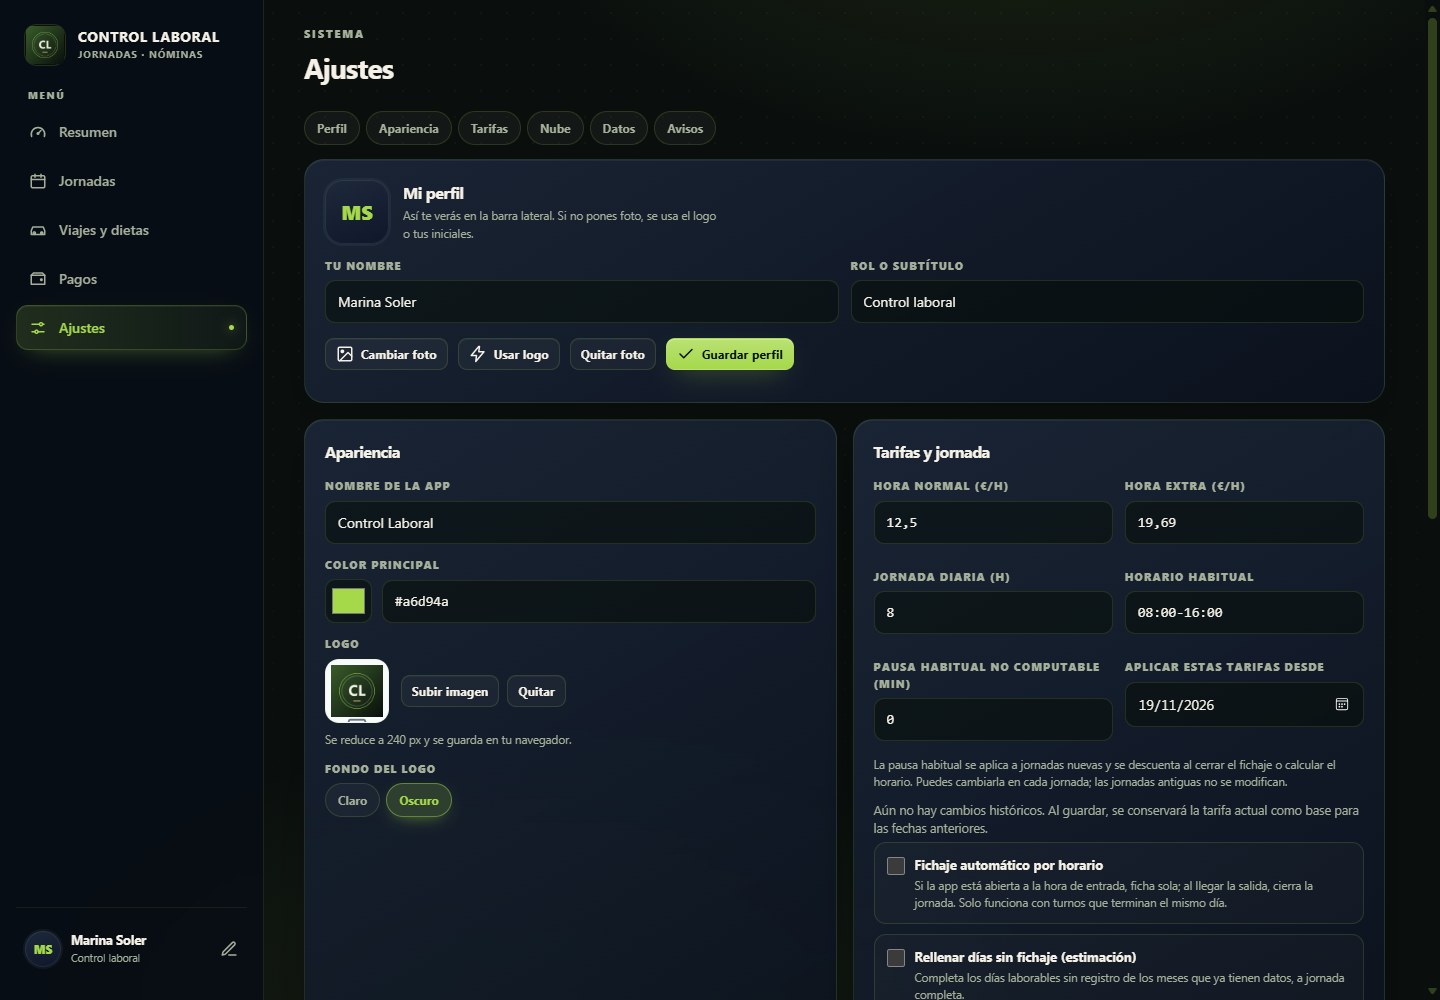 CL
CONTROL LABORAL
JORNADAS · NÓMINAS
MENÚ
Resumen
Jornadas
Viajes y dietas
Pagos
Ajustes
MS
Marina Soler
Control laboral
SISTEMA
Ajustes
Perfil
Apariencia
Tarifas
Nube
Datos
Avisos
MS
Mi perfil
Así te verás en la barra lateral. Si no pones foto, se usa el logo
o tus iniciales.
TU NOMBRE
Marina Soler
ROL O SUBTÍTULO
Control laboral
Cambiar foto
Usar logo
Quitar foto
Guardar perfil
Apariencia
NOMBRE DE LA APP
Control Laboral
COLOR PRINCIPAL
#a6d94a
LOGO
CL
Subir imagen
Quitar
Se reduce a 240 px y se guarda en tu navegador.
FONDO DEL LOGO
Claro
Oscuro
Tarifas y jornada
HORA NORMAL (€/H)
12,5
HORA EXTRA (€/H)
19,69
JORNADA DIARIA (H)
8
HORARIO HABITUAL
08:00-16:00
PAUSA HABITUAL NO COMPUTABLE
(MIN)
0
APLICAR ESTAS TARIFAS DESDE
19/11/2026
La pausa habitual se aplica a jornadas nuevas y se descuenta al cerrar el fichaje o calcular el
horario. Puedes cambiarla en cada jornada; las jornadas antiguas no se modifican.
Aún no hay cambios históricos. Al guardar, se conservará la tarifa actual como base para
las fechas anteriores.
Fichaje automático por horario
Si la app está abierta a la hora de entrada, ficha sola; al llegar la salida, cierra la
jornada. Solo funciona con turnos que terminan el mismo día.
Rellenar días sin fichaje (estimación)
Completa los días laborables sin registro de los meses que ya tienen datos, a jornada
completa.